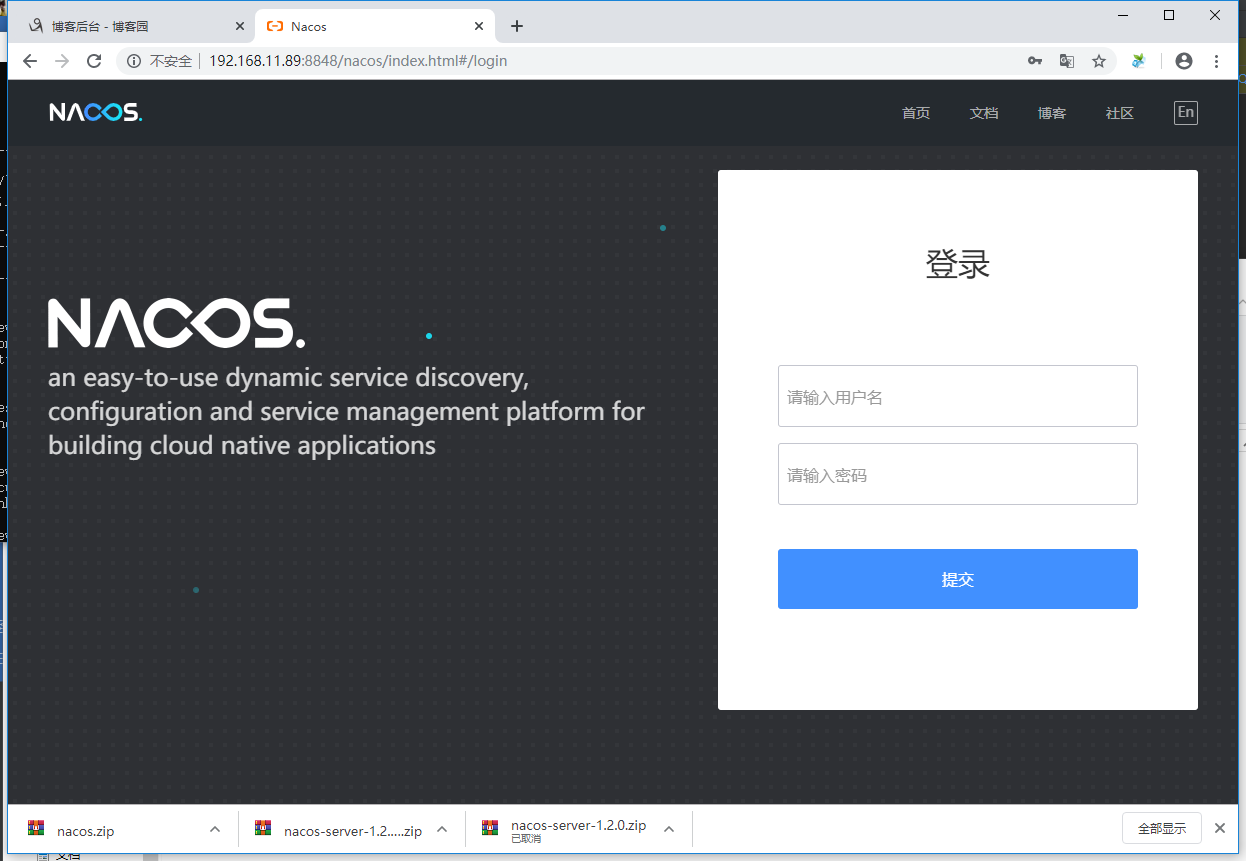 博客后台 - 博客园
Nacos
不安全
192.168.11.89:8848/nacos/index.html#/login
NACOS.
首页
文档
博客
社区
En
登录
NACOS.
an easy-to-use dynamic service discovery,
configuration and service management platform for
building cloud native applications
请输入用户名
请输入密码
提交
nacos.zip
nacos-server-1.2.....zip
nacos-server-1.2.0.zip
已取消
全部显示
文档